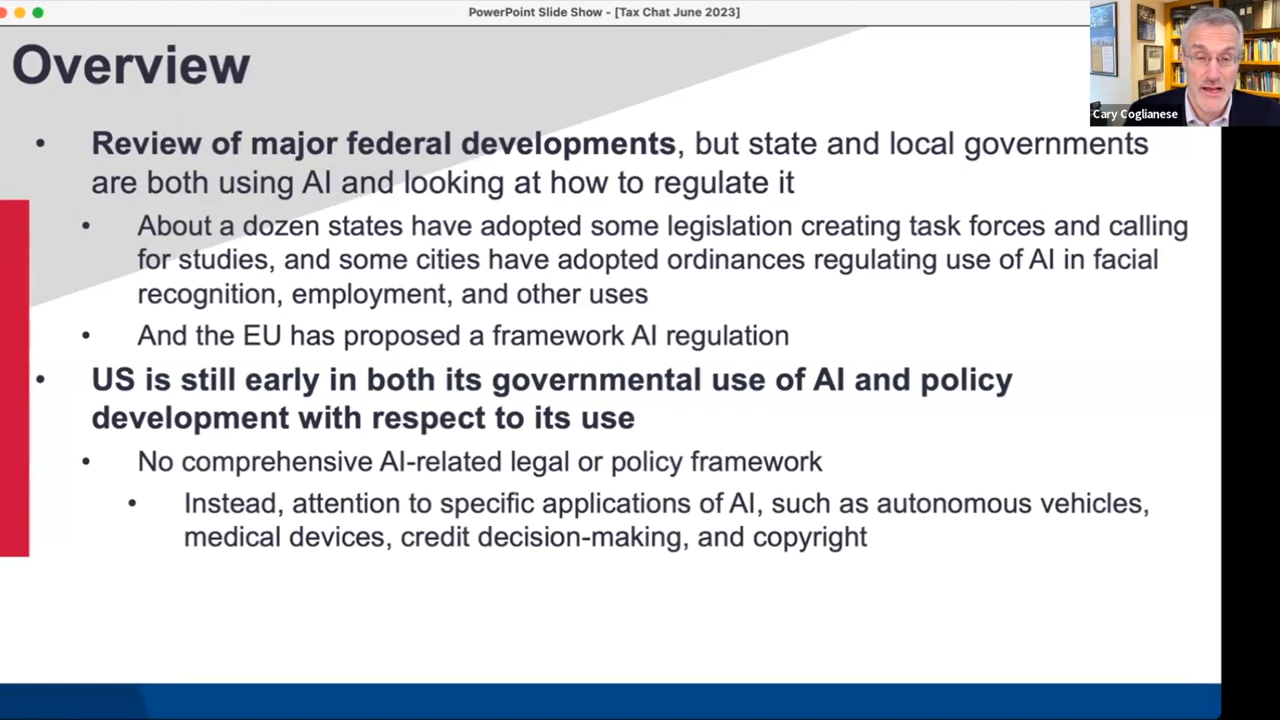 PowerPoint Slide Show - [Tax Chat June 2023]
Cary Coglianese
Overview
• Review of major federal developments, but state and local governments
are both using AI and looking at how to regulate it
• About a dozen states have adopted some legislation creating task forces and calling
for studies, and some cities have adopted ordinances regulating use of AI in facial
recognition, employment, and other uses
• And the EU has proposed a framework AI regulation
• US is still early in both its governmental use of AI and policy
development with respect to its use
• No comprehensive AI-related legal or policy framework
• Instead, attention to specific applications of AI, such as autonomous vehicles,
medical devices, credit decision-making, and copyright